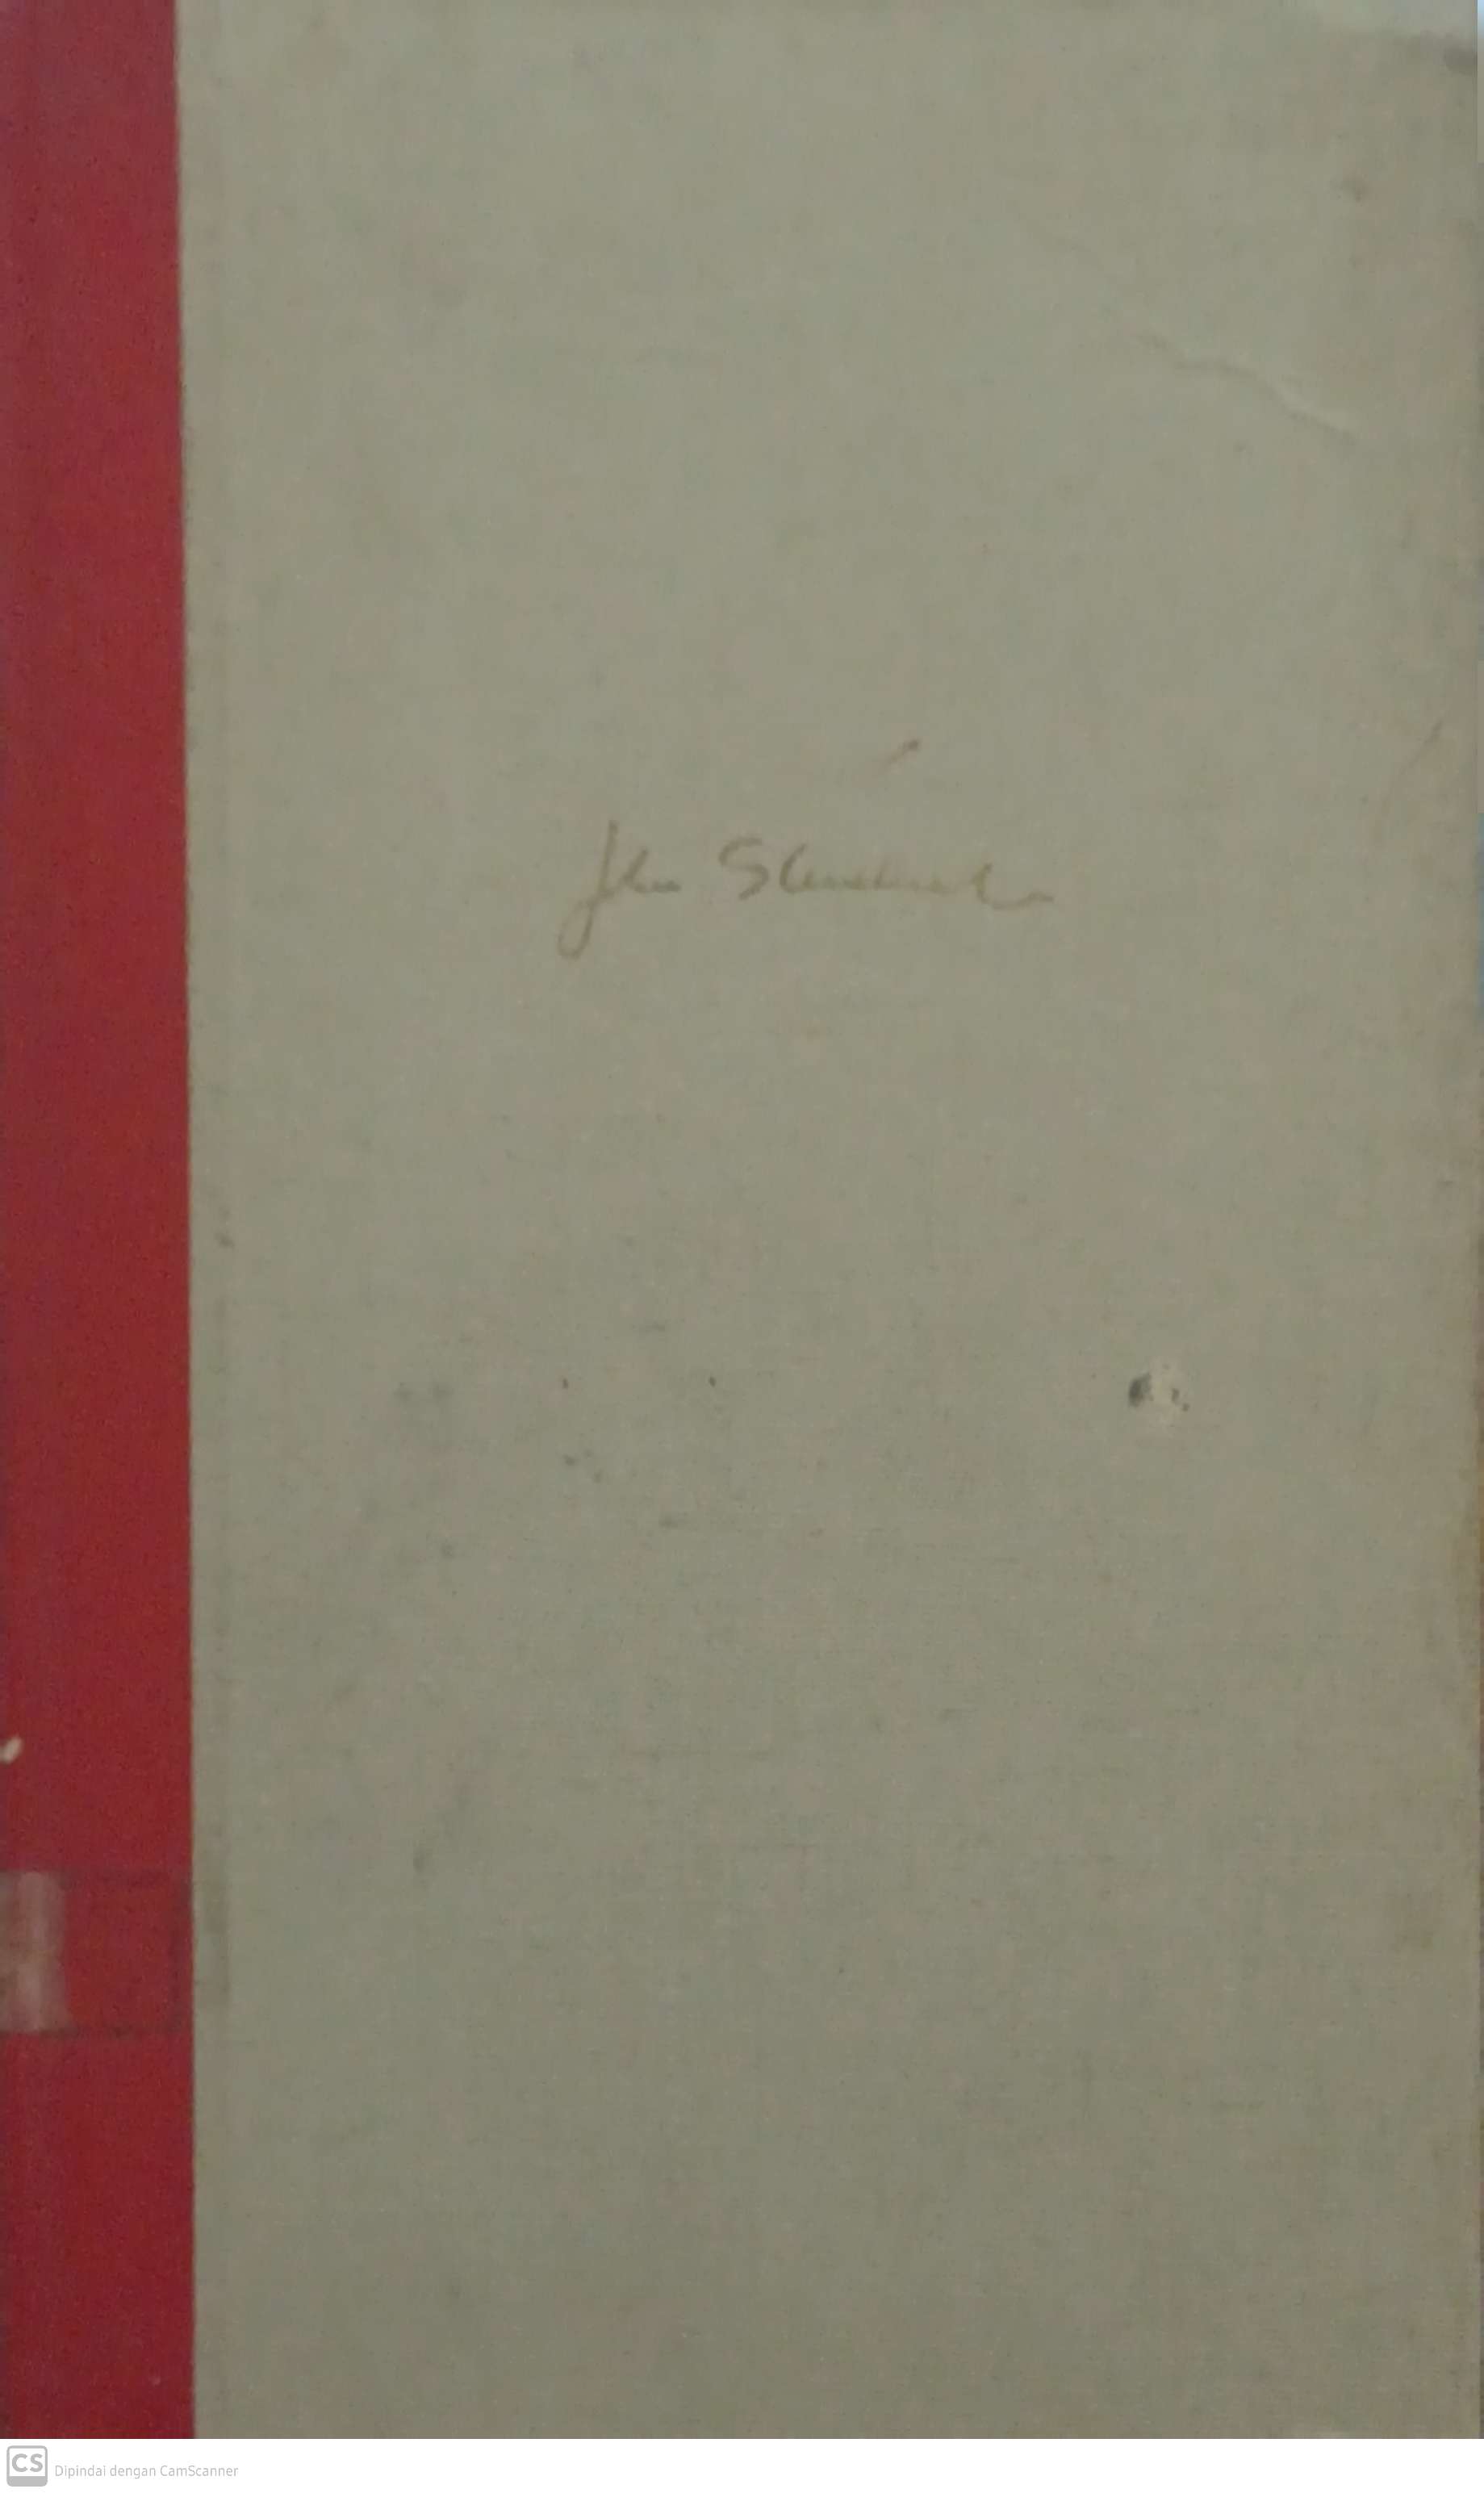 John Steinbeck
CS Dipindai dengan CamScanner